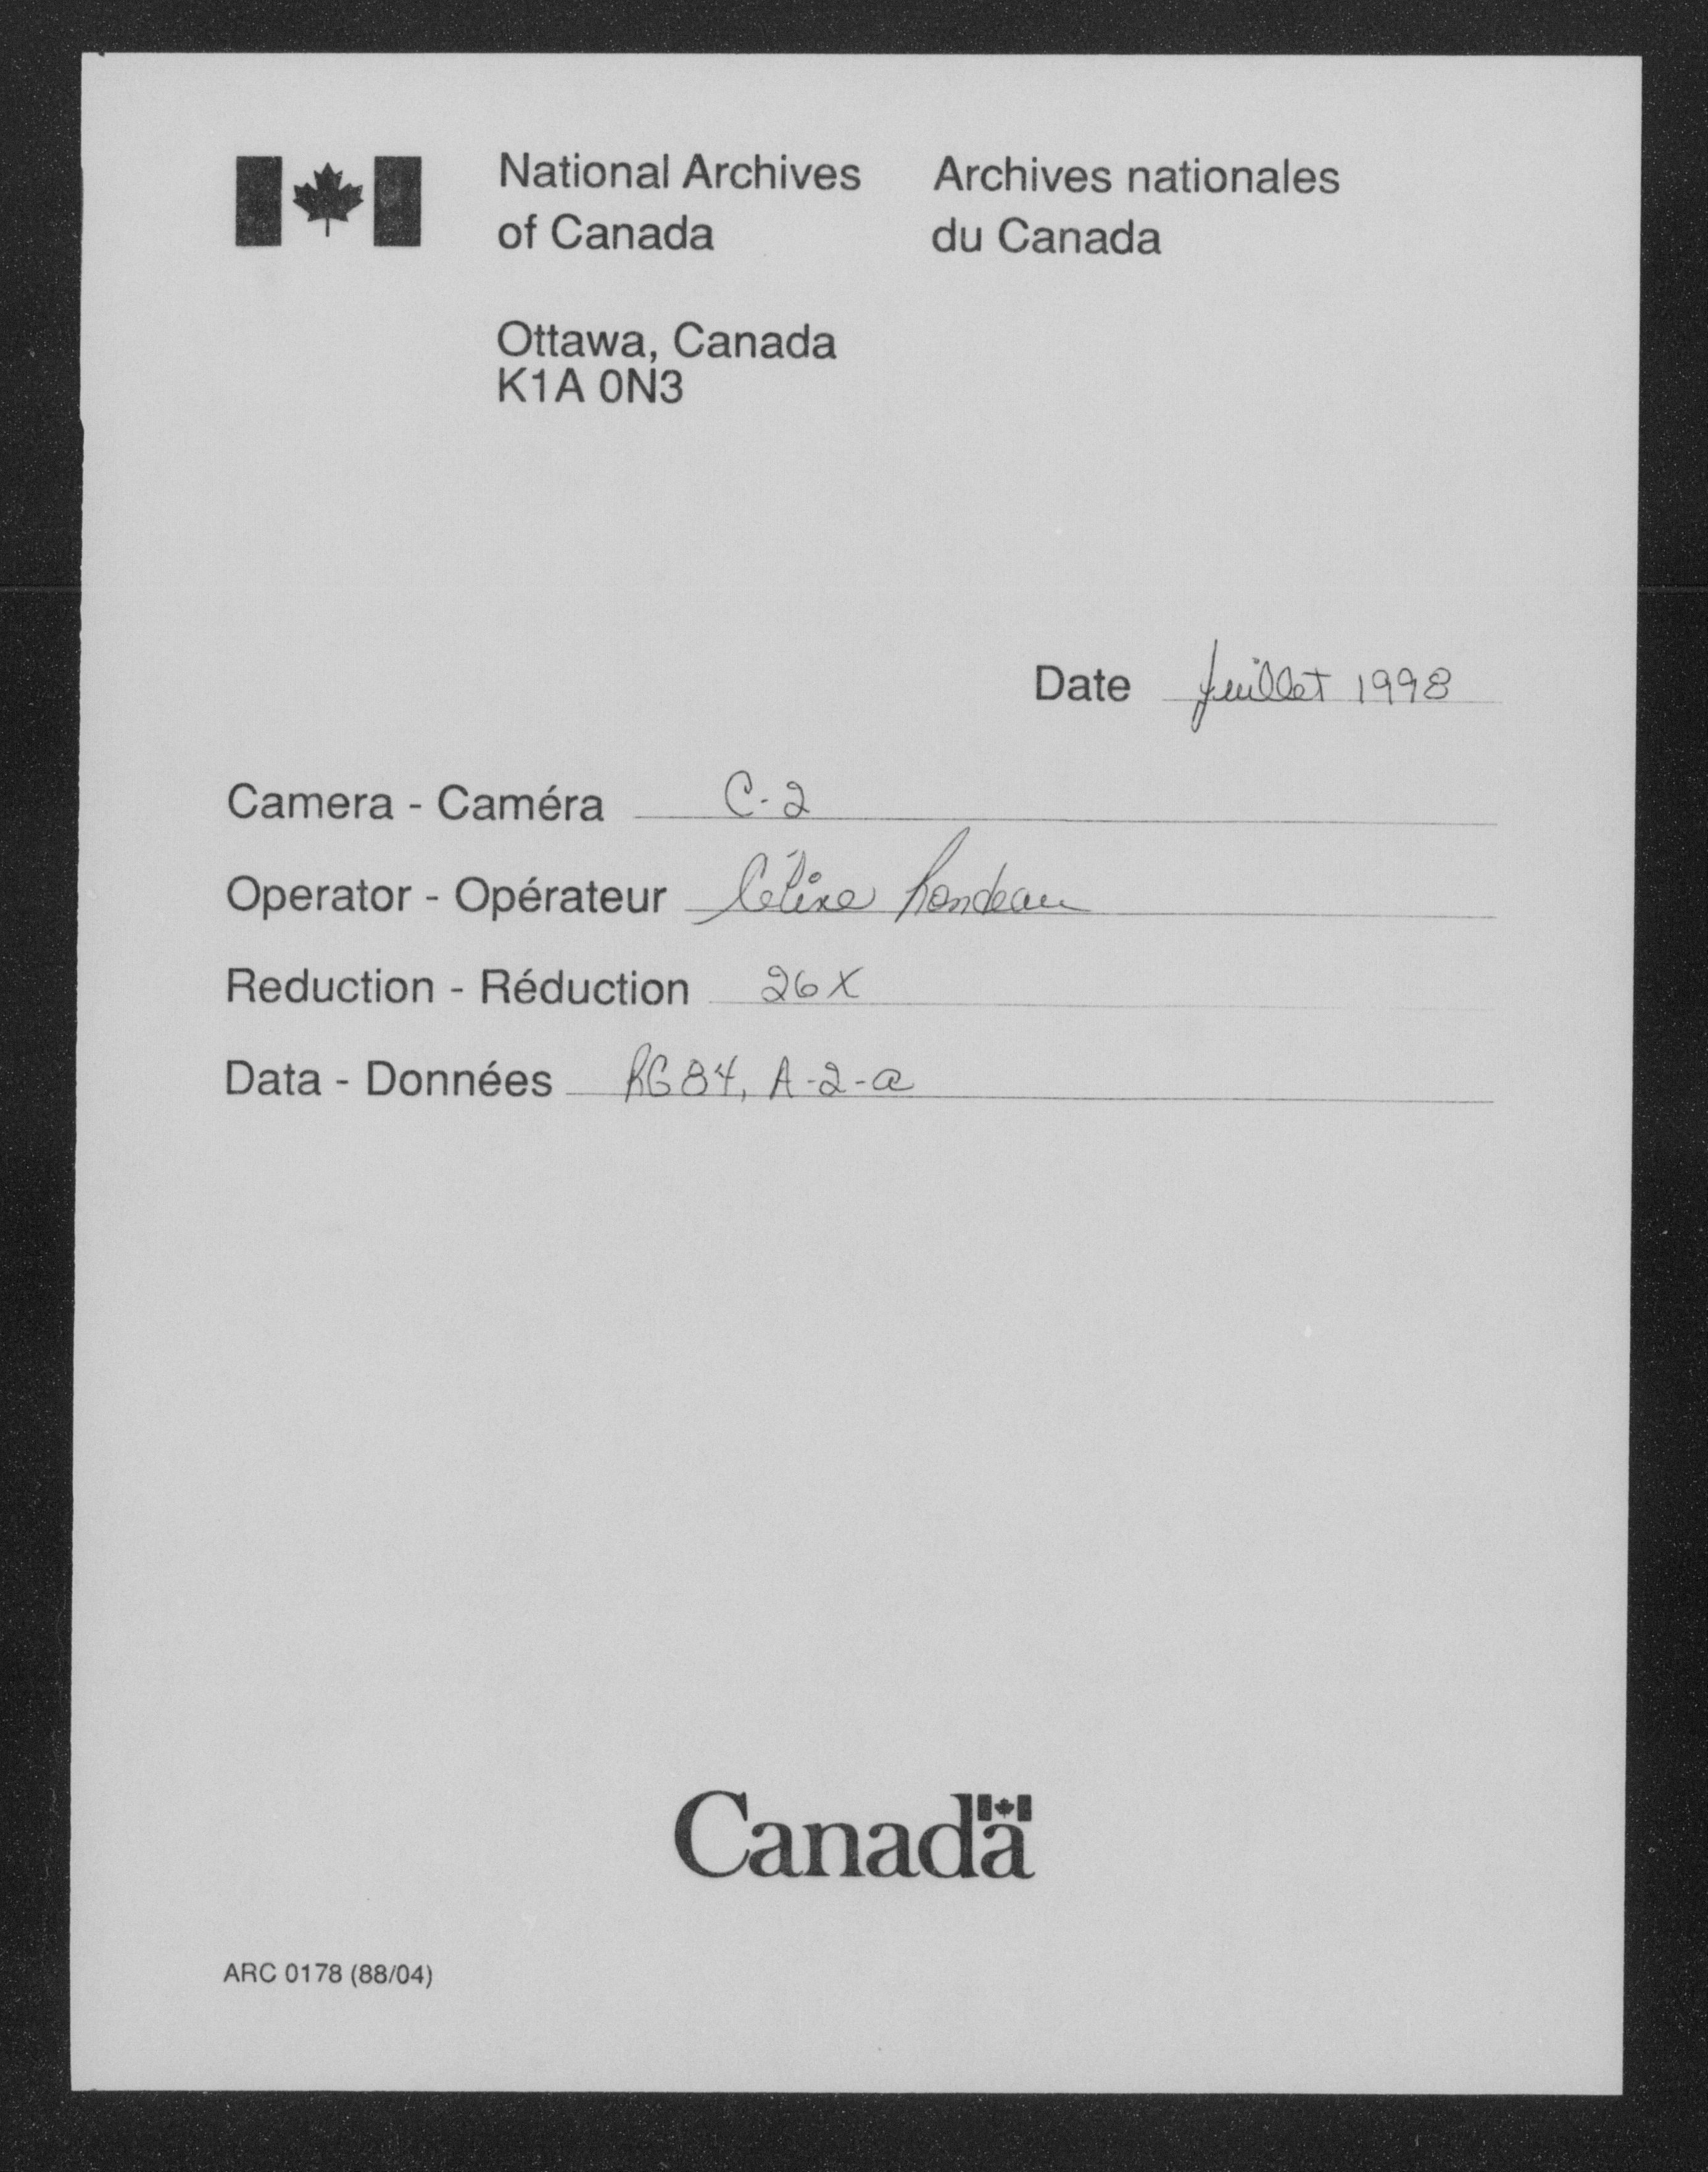 National Archives of Canada
Archives nationales du Canada
Ottawa, Canada
K1A 0N3
Date juillet 1998
Camera - Caméra C-2
Operator - Opérateur Céline Rondeau
Reduction - Réduction 26X
Data - Données RG84, A-2-a
Canada
ARC 0178 (88/04)